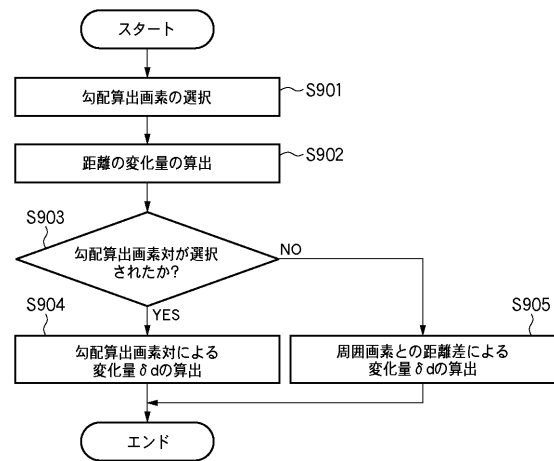 スタート
勾配算出画素の選択
S901
距離の変化量の算出
S902
S903
勾配算出画素対が選択
されたか?
NO
YES
S904
勾配算出画素対による
変化量δdの算出
S905
周囲画素との距離差による
変化量δdの算出
エンド